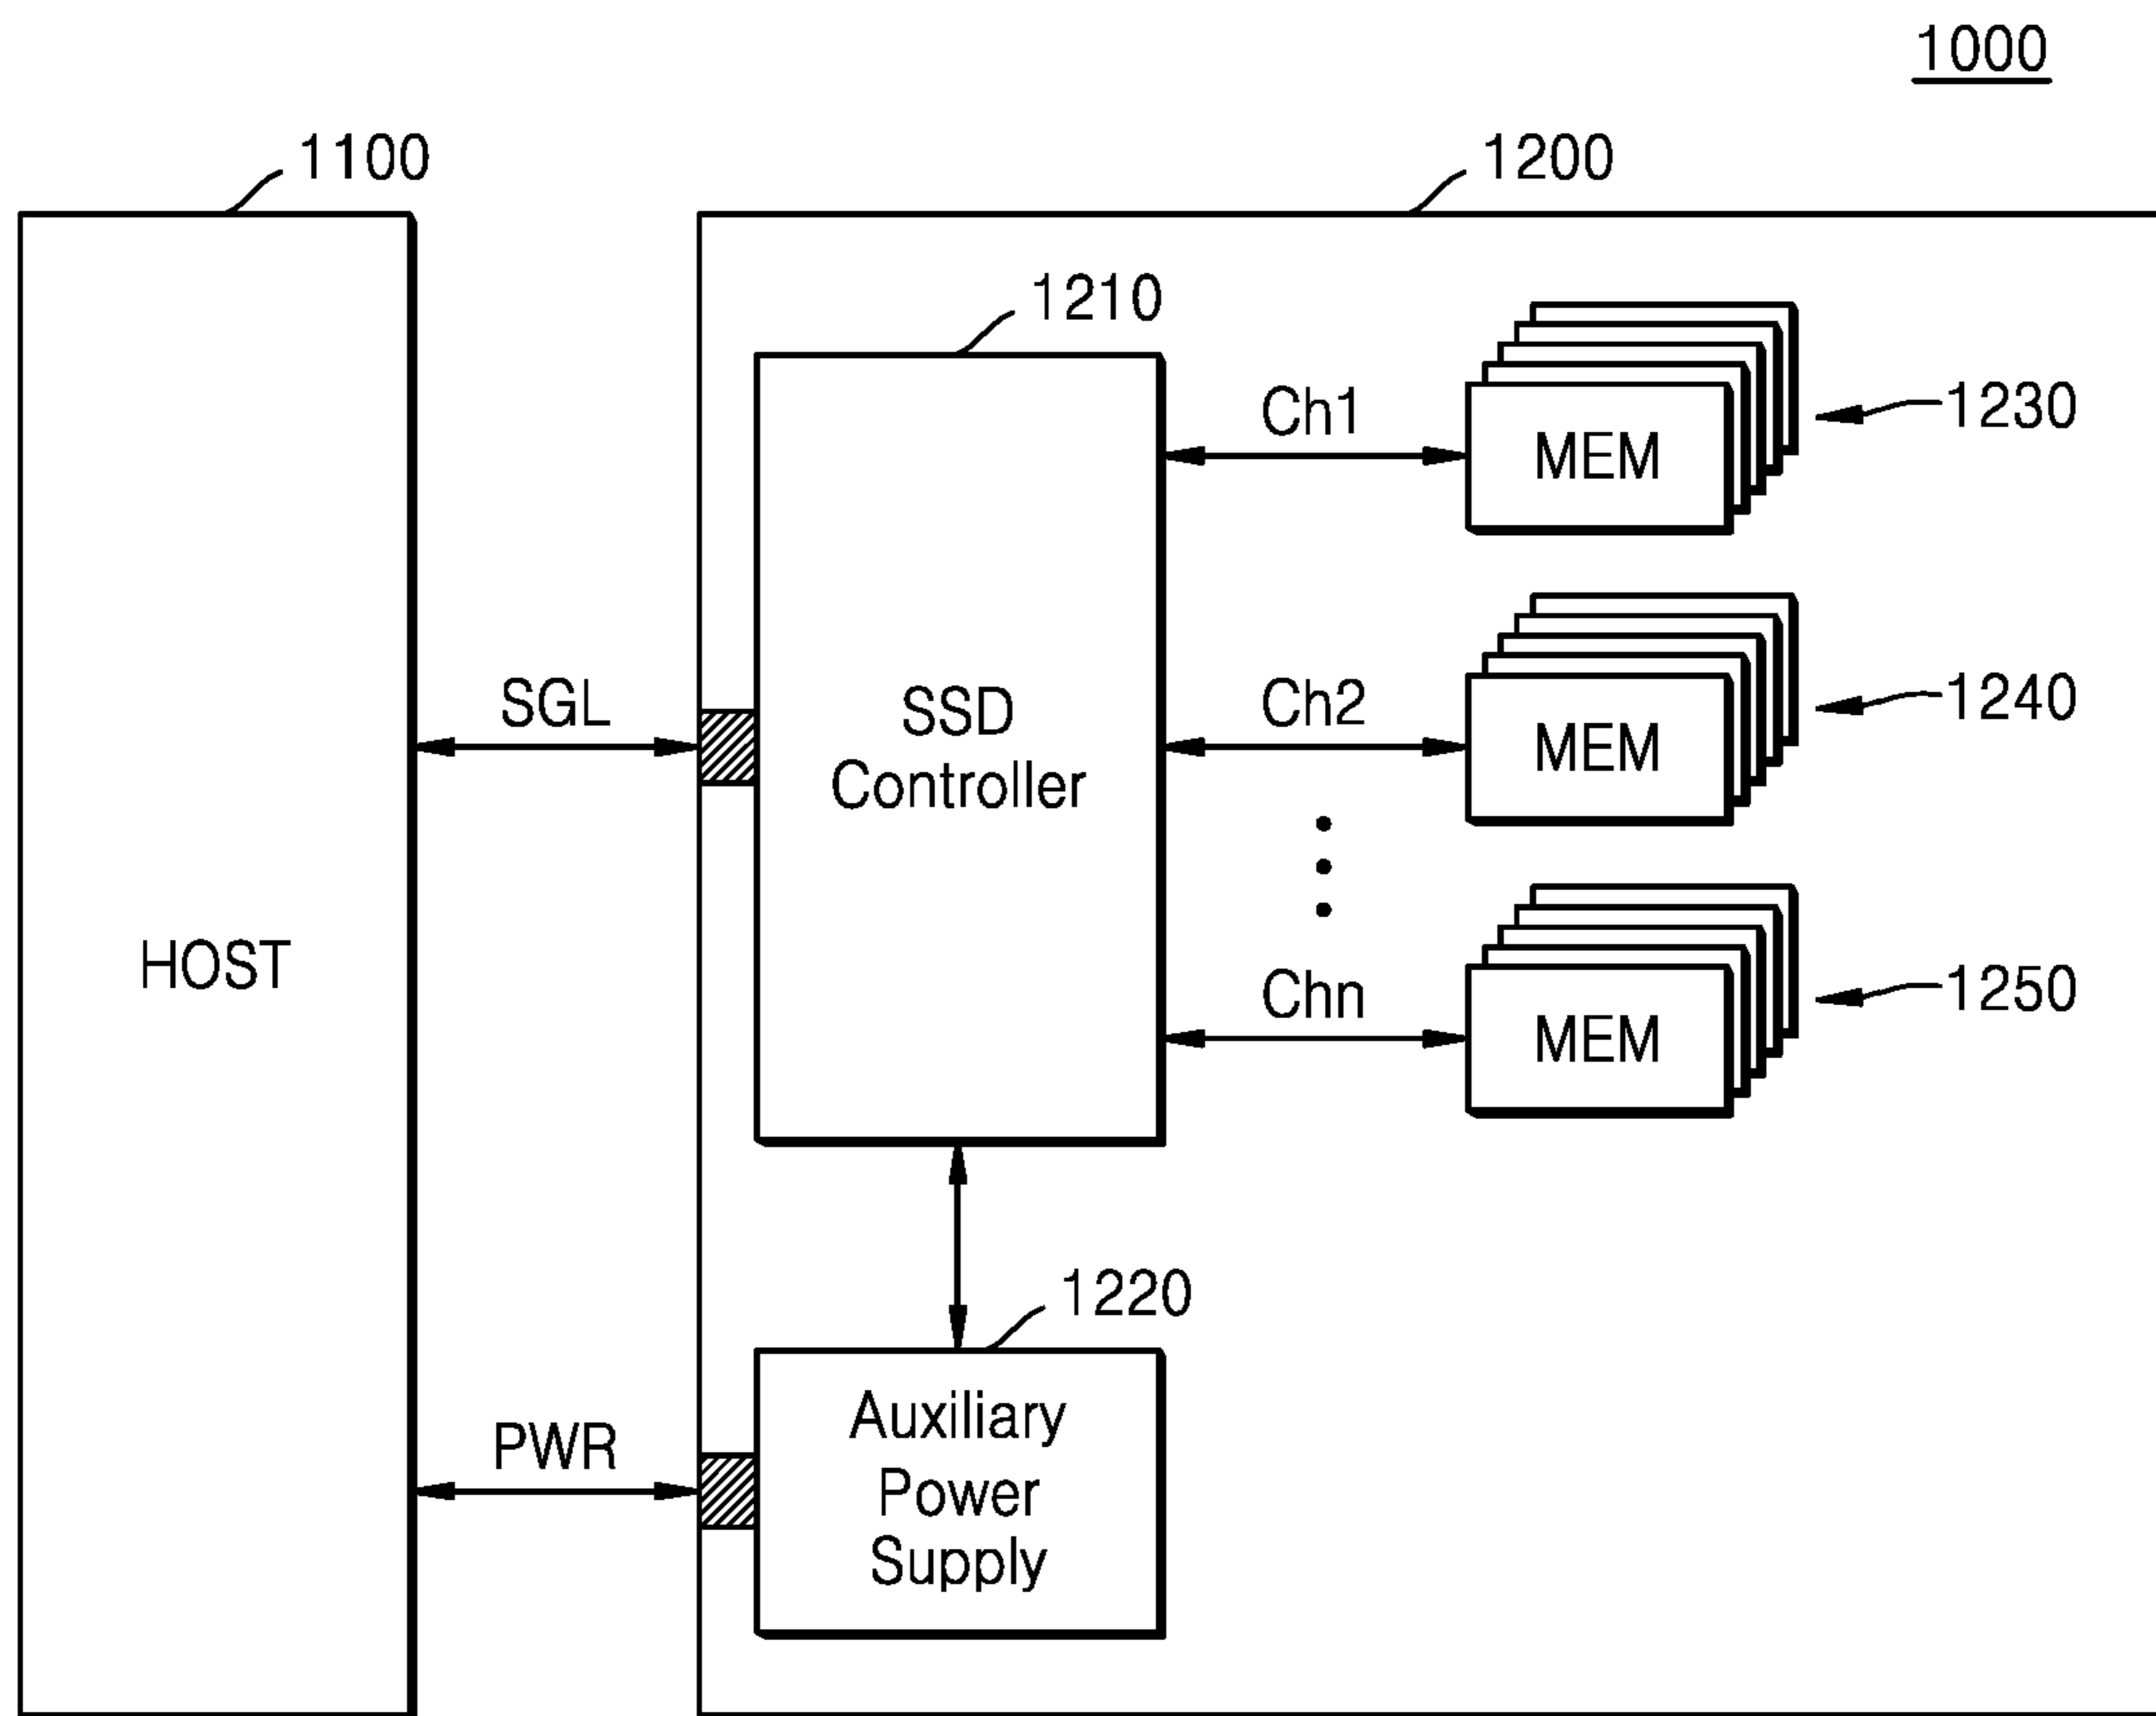 1000
1100
1200
1210
Ch1
MEM
1230
SGL
SSD
Controller
Ch2
MEM
1240
HOST
Chn
MEM
1250
1220
PWR
Auxiliary
Power
Supply